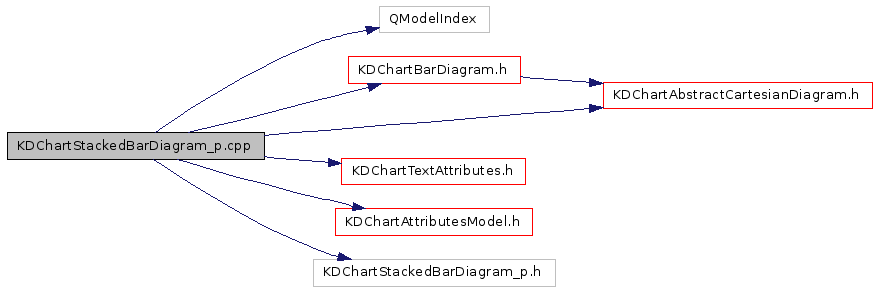 QModelIndex
KDChartBarDiagram.h
KDChartAbstractCartesianDiagram.h
KDChartStackedBarDiagram_p.cpp
KDChartTextAttributes.h
KDChartAttributesModel.h
KDChartStackedBarDiagram_p.h